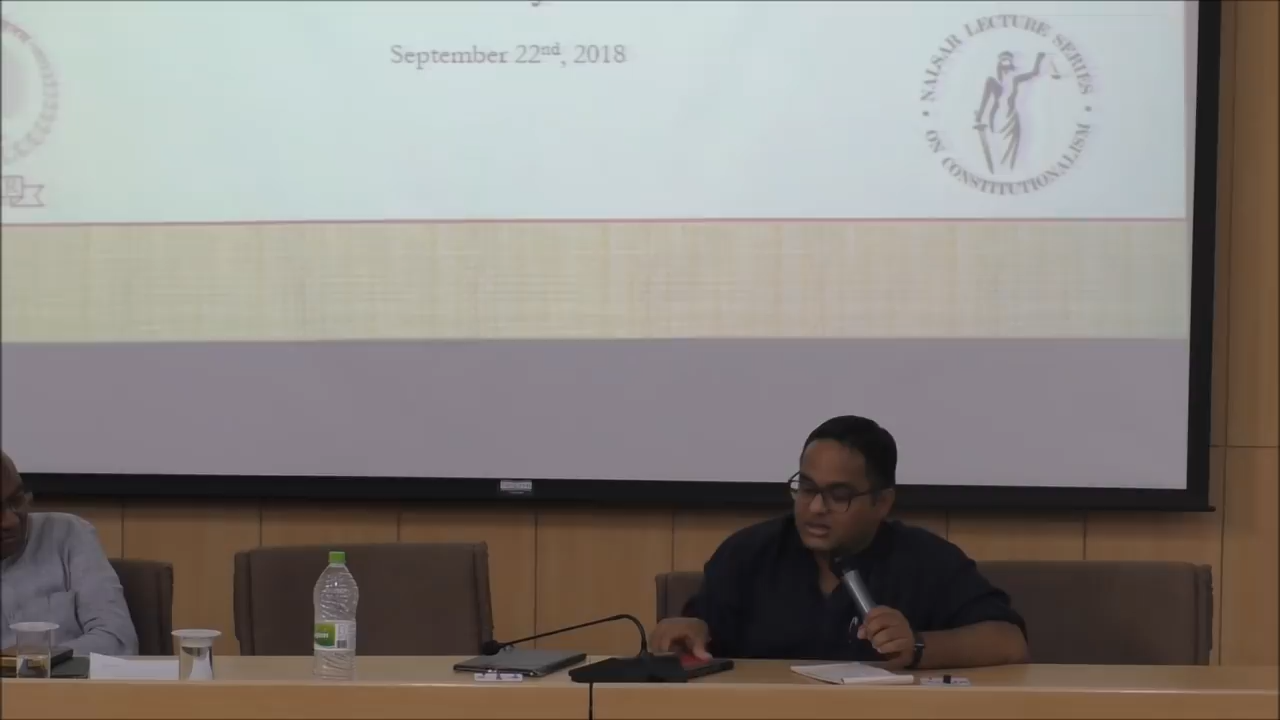 September 22nd, 2018
NALSAR LECTURE SERIES
ON CONSTITUTIONALISM